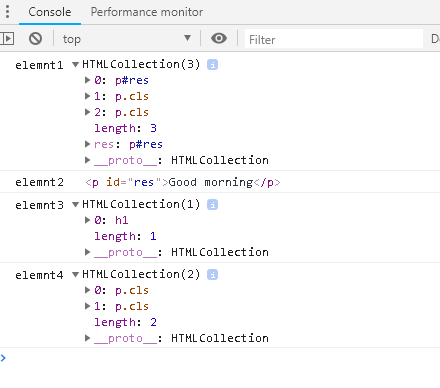 Console Performance monitor
top Filter De
elemnt1 HTMLCollection(3) i
0: p#res
1: p.cls
2: p.cls
length: 3
res: p#res
__proto__: HTMLCollection
elemnt2 <p id="res">Good morning</p>
elemnt3 HTMLCollection(1) i
0: h1
length: 1
__proto__: HTMLCollection
elemnt4 HTMLCollection(2) i
0: p.cls
1: p.cls
length: 2
__proto__: HTMLCollection